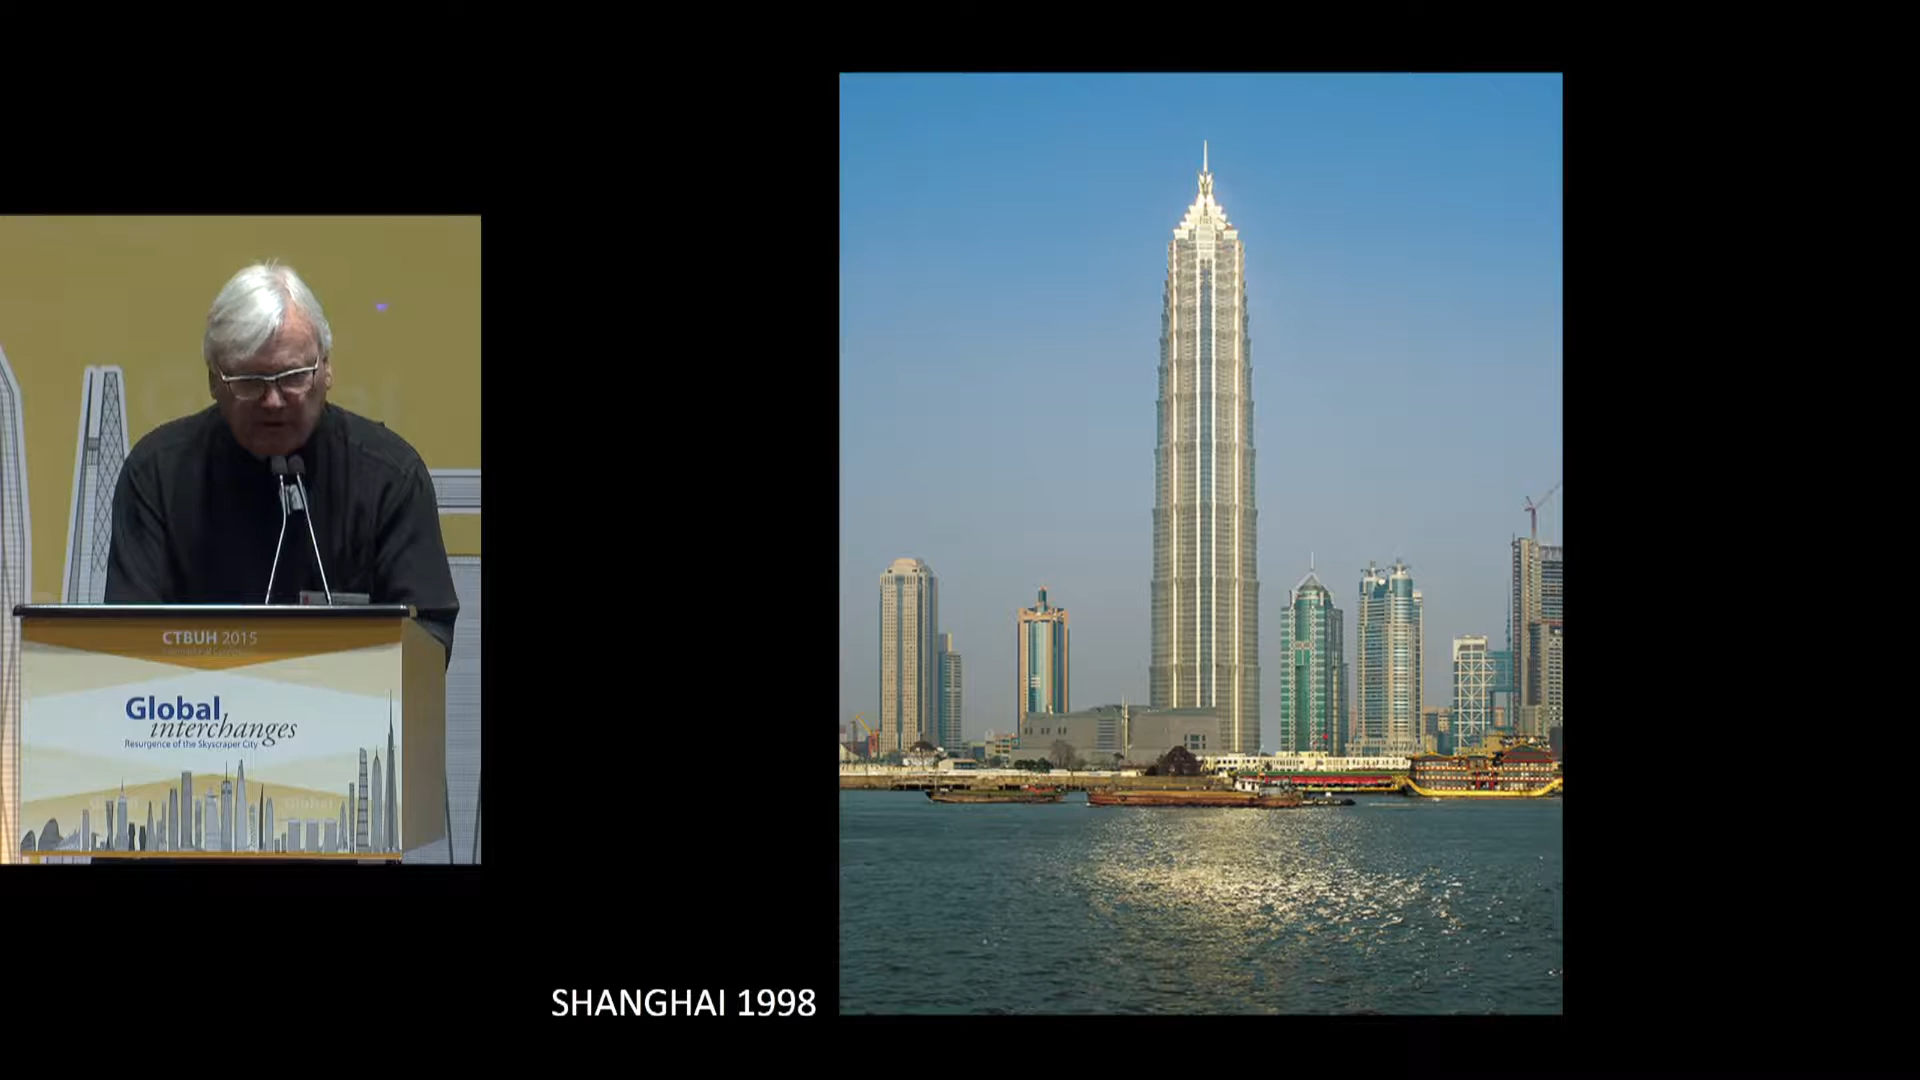 CTBUH 2015
Global
interchanges
Resurgence of the Skyscraper City
SHANGHAI 1998